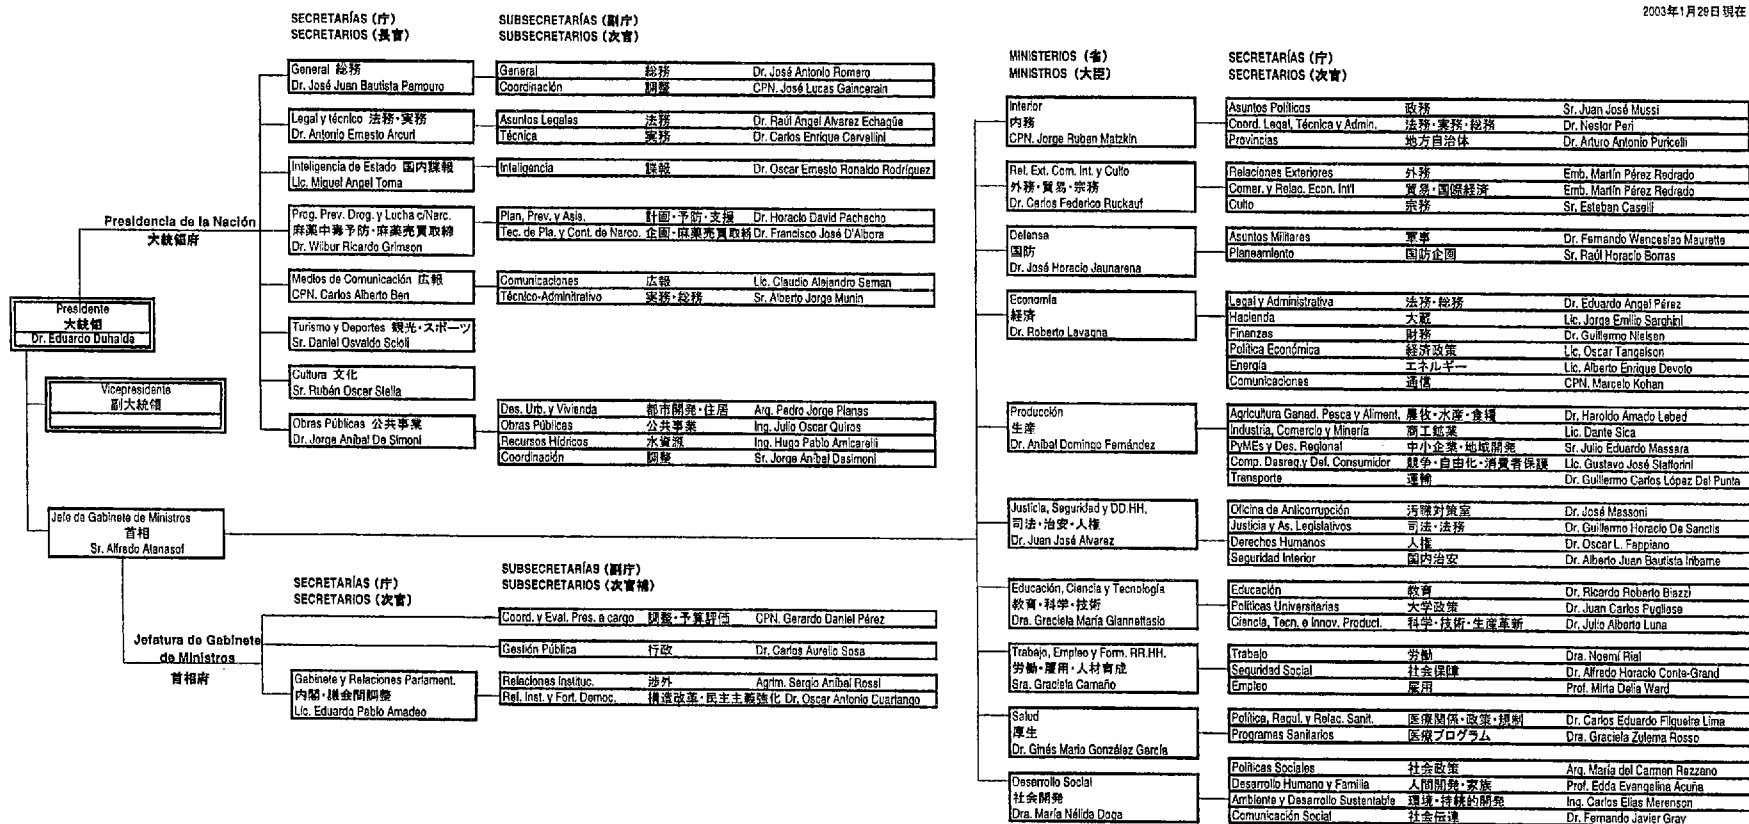 2003年1月29日現在
SECRETARÍAS (庁)
SECRETARIOS (長官)
SUBSECRETARÍAS (副庁)
SUBSECRETARIOS (次官)
General 総務
Dr. José Juan Bautista Pampuro
General 総務 Dr. José Antonio Romero
Coordinación 調整 CPN. José Lucas Gaincerain
Legal y técnico 法務・実務
Dr. Antonio Ernesto Arcuri
Asuntos Legales 法務 Dr. Raúl Angel Alvarez Echagüe
Técnica 実務 Dr. Carlos Enrique Cervellini
Inteligencia de Estado 国内諜報
Lic. Miguel Angel Toma
Inteligencia 諜報 Dr. Oscar Ernesto Ronaldo Rodríguez
Presidencia de la Nación
大統領府
Prog. Prev. Drog. y Lucha c/Narc.
麻薬中毒予防・麻薬売買取締
Dr. Wilbur Ricardo Grimson
Plan, Prev. y Asis. 計画・予防・支援 Dr. Horacio David Pachecho
Tec. de Pla. y Cont. de Narco. 企画・麻薬売買取締 Dr. Francisco José D'Albora
Medios de Comunicación 広報
CPN. Carlos Alberto Ben
Comunicaciones 広報 Lic. Claudio Alejandro Seman
Técnico-Adminitrativo 実務・総務 Sr. Alberto Jorge Munin
Presidente
大統領
Dr. Eduardo Duhalde
Turismo y Deportes 観光・スポーツ
Sr. Daniel Osvaldo Scioli
Vicepresidente
副大統領
Cultura 文化
Sr. Rubén Oscar Stella
Obras Públicas 公共事業
Dr. Jorge Aníbal De Simoni
Des. Urb. y Vivienda 都市開発・住居 Arq. Pedro Jorge Planas
Obras Públicas 公共事業 Ing. Julio Oscar Quiros
Recursos Hídricos 水資源 Ing. Hugo Pablo Amicarelli
Coordinación 調整 Sr. Jorge Aníbal Desimoni
Jefe de Gabinete de Ministros
首相
Sr. Alfredo Atanasof
SECRETARÍAS (庁)
SECRETARIOS (次官)
SUBSECRETARÍAS (副庁)
SUBSECRETARIOS (次官補)
Coord. y Eval. Pres. a cargo 調整・予算評価 CPN. Gerardo Daniel Pérez
Jefatura de Gabinete
de Ministros
首相府
Gestión Pública 行政 Dr. Carlos Aurelio Sosa
Gabinete y Relaciones Parlament.
内閣・議会間調整
Lic. Eduardo Pablo Amadeo
Relaciones Instituc. 渉外 Agrim. Sergio Aníbal Rossi
Rel. Inst. y Fort. Democ. 構造改革・民主主義強化 Dr. Oscar Antonio Cuartango
MINISTERIOS (省)
MINISTROS (大臣)
SECRETARÍAS (庁)
SECRETARIOS (次官)
Interior
内務
CPN. Jorge Ruben Matzkin
Asuntos Políticos 政務 Sr. Juan José Mussi
Coord. Legal, Técnica y Admin. 法務・実務・総務 Dr. Nestor Peri
Provincias 地方自治体 Dr. Arturo Antonio Puricelli
Rel. Ext. Com. Int. y Culto
外務・貿易・宗務
Dr. Carlos Federico Ruckauf
Relaciones Exteriores 外務 Emb. Martín Pérez Redrado
Comer. y Relac. Econ. Int'l 貿易・国際経済 Emb. Martín Pérez Redrado
Culto 宗務 Sr. Esteban Caselli
Defensa
国防
Dr. José Horacio Jaunarena
Asuntos Militares 軍事 Dr. Fernando Wenceslao Maurette
Planeamiento 国防企画 Sr. Raúl Horacio Borras
Economía
経済
Dr. Roberto Lavagna
Legal y Administrativa 法務・総務 Dr. Eduardo Angel Pérez
Hacienda 大蔵 Lic. Jorge Emilio Sarghini
Finanzas 財務 Dr. Guillermo Nielsen
Política Económica 経済政策 Lic. Oscar Tangelson
Energía エネルギー Lic. Alberto Enrique Devoto
Comunicaciones 通信 CPN. Marcelo Kohan
Producción
生産
Dr. Aníbal Domingo Fernández
Agricultura Ganad. Pesca y Aliment. 農牧・水産・食糧 Dr. Haroldo Amado Lebed
Industria, Comercio y Minería 商工鉱業 Lic. Dante Sica
PyMEs y Des. Regional 中小企業・地域開発 Sr. Julio Eduardo Massara
Comp. Desreg.y Def. Consumidor 競争・自由化・消費者保護 Lic. Gustavo José Stafforini
Transporte 運輸 Dr. Guillermo Carlos López Del Punta
Justicia, Seguridad y DD.HH.
司法・治安・人権
Dr. Juan José Alvarez
Oficina de Anticorrupción 汚職対策室 Dr. José Massoni
Justicia y As. Legislativos 司法・法務 Dr. Guillermo Horacio De Sanctis
Derechos Humanos 人権 Dr. Oscar L. Fappiano
Seguridad Interior 国内治安 Dr. Alberto Juan Bautista Iribarne
Educación, Ciencia y Tecnología
教育・科学・技術
Dra. Graciela María Giannettasio
Educación 教育 Dr. Ricardo Roberto Biazzi
Políticas Universitarias 大学政策 Dr. Juan Carlos Pugliese
Ciencia, Tecn. e Innov. Product. 科学・技術・生産革新 Dr. Julio Alberto Luna
Trabajo, Empleo y Form. RR.HH.
労働・雇用・人材育成
Sra. Graciela Camaño
Trabajo 労働 Dra. Noemí Rial
Seguridad Social 社会保障 Dr. Alfredo Horacio Conte-Grand
Empleo 雇用 Prof. Mirta Delia Ward
Salud
厚生
Dr. Ginés Mario González García
Política, Regul. y Relac. Sanit. 医療関係・政策・規制 Dr. Carlos Eduardo Filgueira Lima
Programas Sanitarios 医療プログラム Dra. Graciela Zulema Rosso
Desarrollo Social
社会開発
Dra. María Nélida Doga
Políticas Sociales 社会政策 Arq. María del Carmen Rezzano
Desarrollo Humano y Familia 人間開発・家族 Prof. Edda Evangelina Acuña
Ambiente y Desarrollo Sustentable 環境・持続的開発 Ing. Carlos Elias Merenson
Comunicación Social 社会伝達 Dr. Fernando Javier Gray